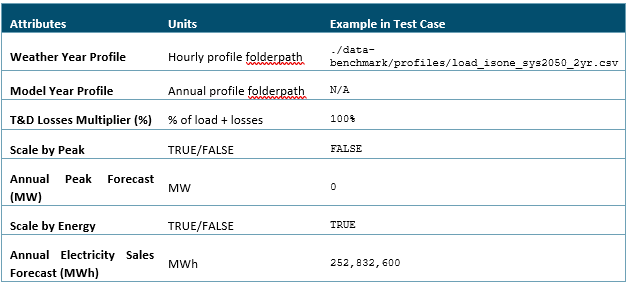 Attributes Units Example in Test Case
Weather Year Profile Hourly profile folderpath ./data-
benchmark/profiles/load_isone_sys2050_2yr.csv
Model Year Profile Annual profile folderpath N/A
T&D Losses Multiplier (%) % of load + losses 100%
Scale by Peak TRUE/FALSE FALSE
Annual Peak Forecast
(MW) MW 0
Scale by Energy TRUE/FALSE TRUE
Annual Electricity Sales
Forecast (MWh) MWh 252,832,600